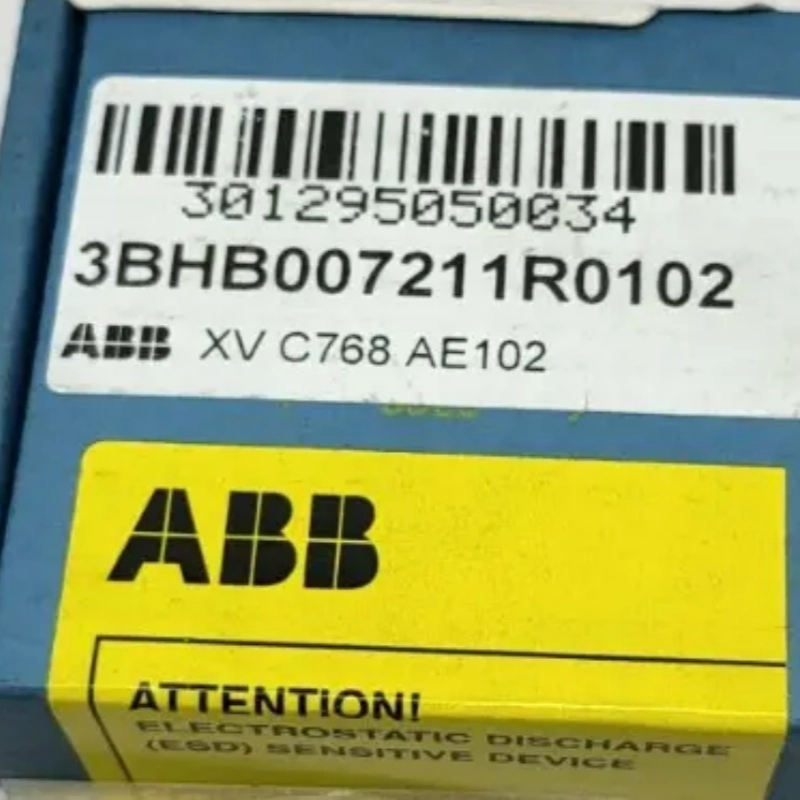 301295050034
3BHB007211R0102
ABB XV C768 AE102
ABB
ATTENTION!
ELECTROSTATIC DISCHARGE
(ESD) SENSITIVE DEVICE